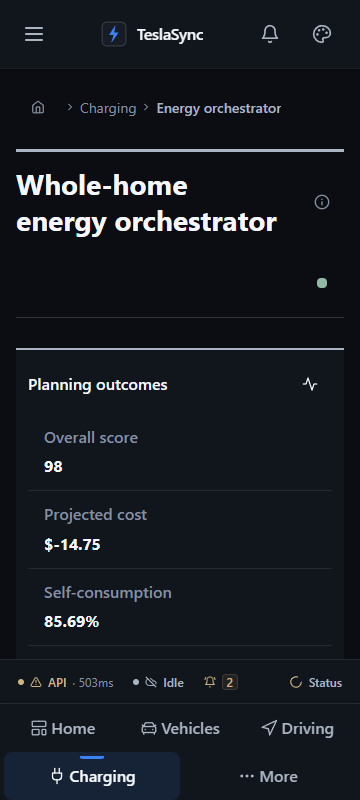 TeslaSync
Charging
Energy orchestrator
Whole-home
energy orchestrator
Planning outcomes
Overall score
98
Projected cost
$-14.75
Self-consumption
85.69%
API · 503ms
Idle
2
Status
Home
Vehicles
Driving
Charging
More